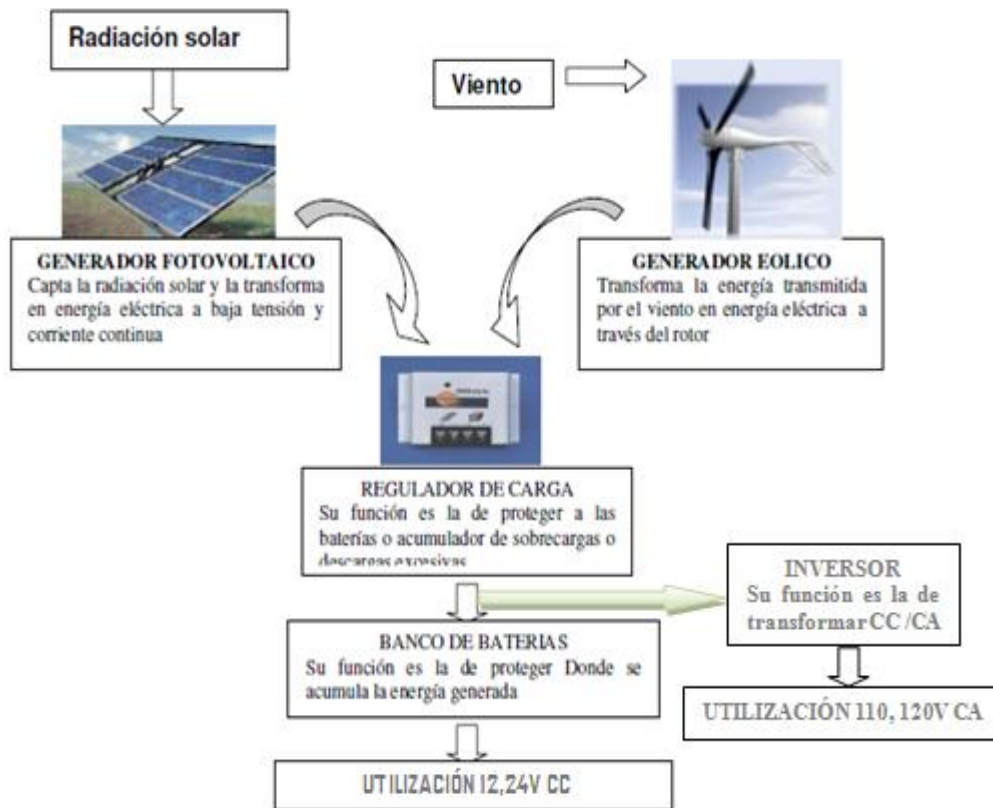 Radiación solar
Viento
GENERADOR FOTOVOLTAICO
Capta la radiación solar y la transforma
en energía eléctrica a baja tensión y
corriente continua
GENERADOR EOLICO
Transforma la energía transmitida
por el viento en energía eléctrica a
través del rotor
REGULADOR DE CARGA
Su función es la de proteger a las
baterías o acumulador de sobrecargas o
descargas excesivas
INVERSOR
Su función es la de
transformar CC /CA
BANCO DE BATERIAS
Su función es la de proteger Donde se
acumula la energía generada
UTILIZACIÓN 110, 120V CA
UTILIZACIÓN 12,24V CC